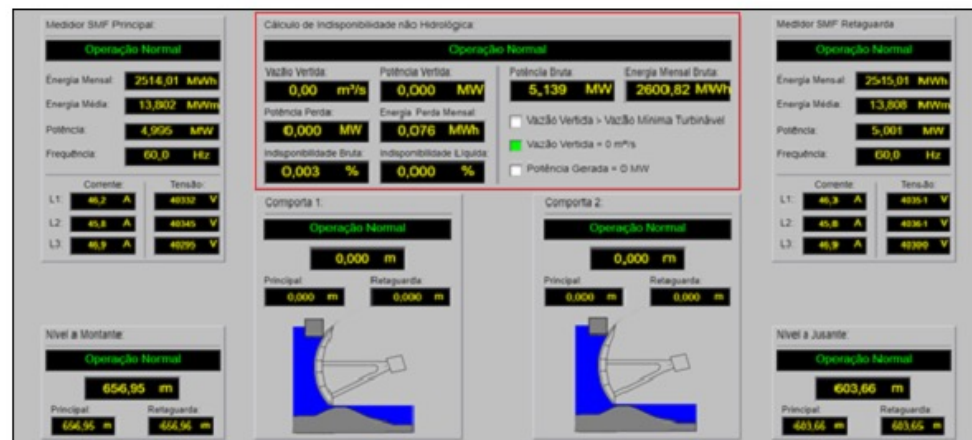 Medidor SMF Principal:
Operação Normal
Energia Mensal: 2514,01 MWh
Energia Média: 13,802 MWm
Potência: 4,995 MW
Frequência: 60,0 Hz
Corrente: Tensão:
L1: 46,2 A 40332 V
L2: 45,8 A 40345 V
L3: 46,9 A 40295 V
Cálculo de Indisponibilidade não Hidrológica:
Operação Normal
Vazão Vertida: Potência Vertida:
0,00 m³/s 0,000 MW
Potência Perda: Energia Perda Mensal:
0,000 MW 0,076 MWh
Indisponibilidade Bruta: Indisponibilidade Líquida:
0,003 % 0,000 %
Potência Bruta: Energia Mensal Bruta:
5,139 MW 2600,82 MWh
Vazão Vertida > Vazão Mínima Turbinável
Vazão Vertida = 0 m³/s
Potência Gerada = 0 MW
Medidor SMF Retaguarda
Operação Normal
Energia Mensal: 2515,01 MWh
Energia Média: 13,808 MWm
Potência: 5,001 MW
Frequência: 60,0 Hz
Corrente: Tensão:
L1: 46,3 A 40351 V
L2: 45,8 A 40361 V
L3: 46,9 A 40300 V
Comporta 1:
Operação Normal
0,000 m
Principal: Retaguarda:
0,000 m 0,000 m
Comporta 2:
Operação Normal
0,000 m
Principal: Retaguarda:
0,000 m 0,000 m
Nível a Montante:
Operação Normal
656,95 m
Principal: Retaguarda:
656,95 m 656,96 m
Nível a Jusante:
Operação Normal
603,66 m
Principal: Retaguarda:
603,66 m 603,65 m